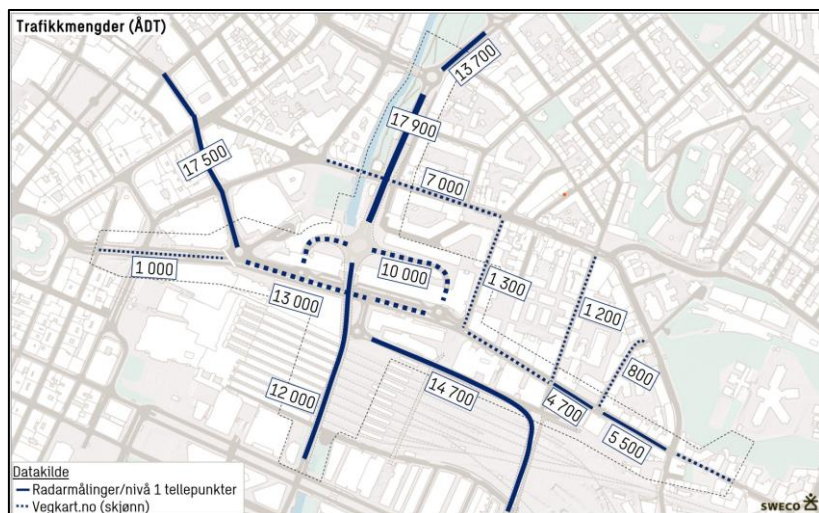 Trafikkmengder (ÅDT)
13 700
17 900
17 500
7 000
10 000
1 000
13 000
1 300
1 200
800
12 000
14 700
4 700
5 500
Datakilde
Radarmålinger/nivå 1 tellepunkter
Vegkart.no (skjønn)
SWECO